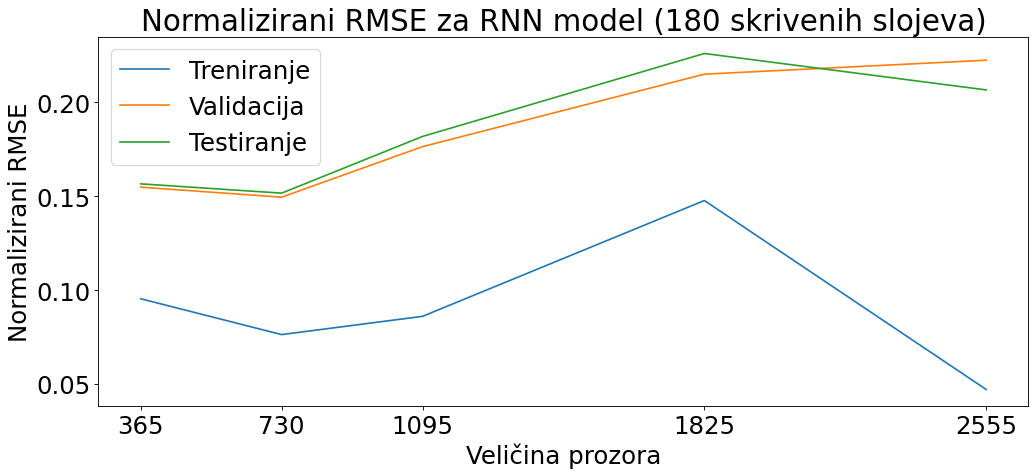 Normalizirani RMSE za RNN model (180 skrivenih slojeva)
Treniranje
Validacija
Testiranje
Normalizirani RMSE
0.20
0.15
0.10
0.05
365 730 1095 1825 2555
Veličina prozora